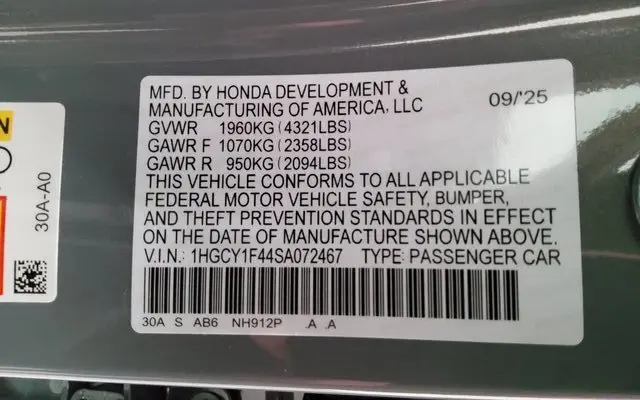 MFD. BY HONDA DEVELOPMENT &
MANUFACTURING OF AMERICA, LLC 09/'25
GVWR 1960KG (4321LBS)
GAWR F 1070KG (2358LBS)
GAWR R 950KG (2094LBS)
THIS VEHICLE CONFORMS TO ALL APPLICABLE
FEDERAL MOTOR VEHICLE SAFETY, BUMPER,
AND THEFT PREVENTION STANDARDS IN EFFECT
ON THE DATE OF MANUFACTURE SHOWN ABOVE.
V.I.N.: 1HGCY1F44SA072467 TYPE: PASSENGER CAR
30A S AB6 NH912P .A .A
30A-A0